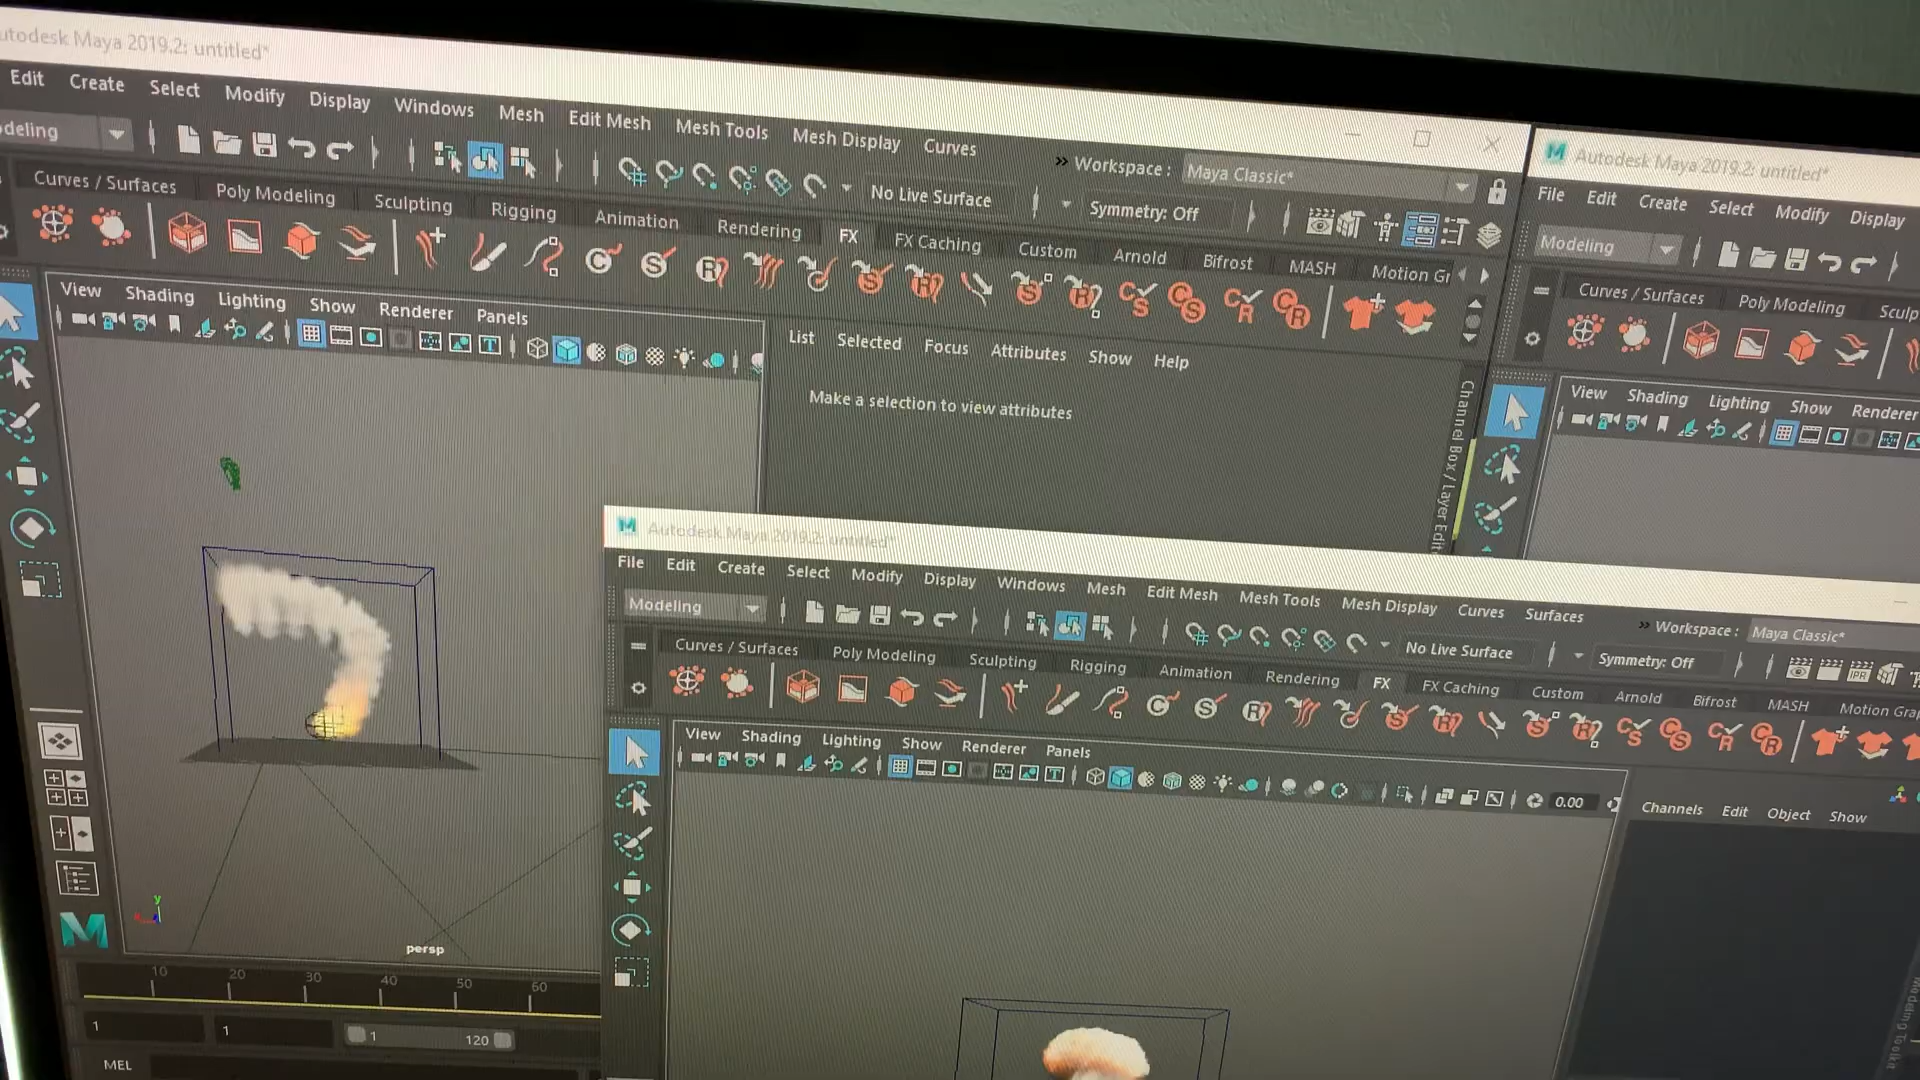 utodesk Maya 2019.2: untitled*
Edit Create Select Modify Display Windows Mesh Edit Mesh Mesh Tools Mesh Display Curves
deling
No Live Surface
Symmetry: Off
Workspace : Maya Classic*
Curves / Surfaces Poly Modeling Sculpting Rigging Animation Rendering FX FX Caching Custom Arnold Bifrost MASH Motion Gr
View Shading Lighting Show Renderer Panels
List Selected Focus Attributes Show Help
Make a selection to view attributes
Channel Box / Layer Edit
persp
y
10 20 30 40 50 60
1 1 1 120
MEL
Autodesk Maya 2019.2: untitled*
File Edit Create Select Modify Display
Modeling
Curves / Surfaces Poly Modeling Sculp
View Shading Lighting Show Renderer
Autodesk Maya 2019.2: untitled*
File Edit Create Select Modify Display Windows Mesh Edit Mesh Mesh Tools Mesh Display Curves Surfaces
Workspace : Maya Classic*
Modeling
No Live Surface
Symmetry: Off
IPR
Curves / Surfaces Poly Modeling Sculpting Rigging Animation Rendering FX FX Caching Custom Arnold Bifrost MASH Motion Grap
View Shading Lighting Show Renderer Panels
0.00
Channels Edit Object Show
Modeling Toolkit